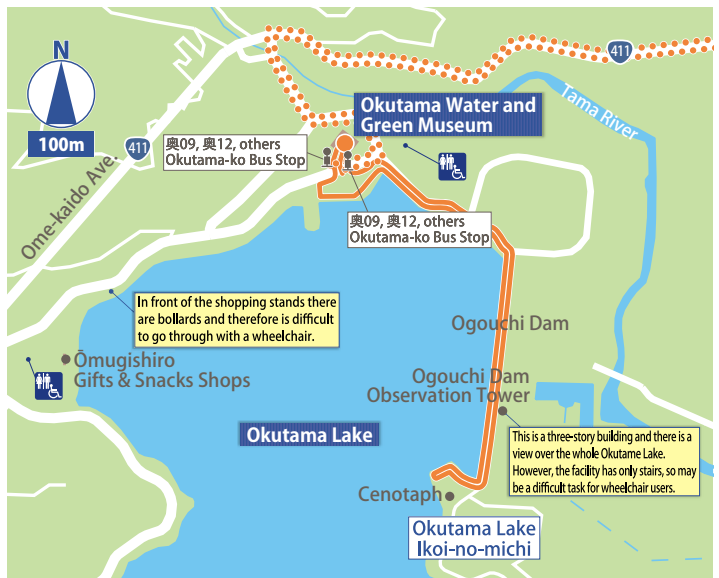 411
N
100m
Okutama Water and
Green Museum
Tama River
411
奥09, 奥12, others
Okutama-ko Bus Stop
Ome-kaido Ave.
奥09, 奥12, others
Okutama-ko Bus Stop
In front of the shopping stands there
are bollards and therefore is difficult
to go through with a wheelchair.
Ogouchi Dam
Ōmugishiro
Gifts & Snacks Shops
Ogouchi Dam
Observation Tower
Okutama Lake
This is a three-story building and there is a
view over the whole Okutame Lake.
However, the facility has only stairs, so may
be a difficult task for wheelchair users.
Cenotaph
Okutama Lake
Ikoi-no-michi